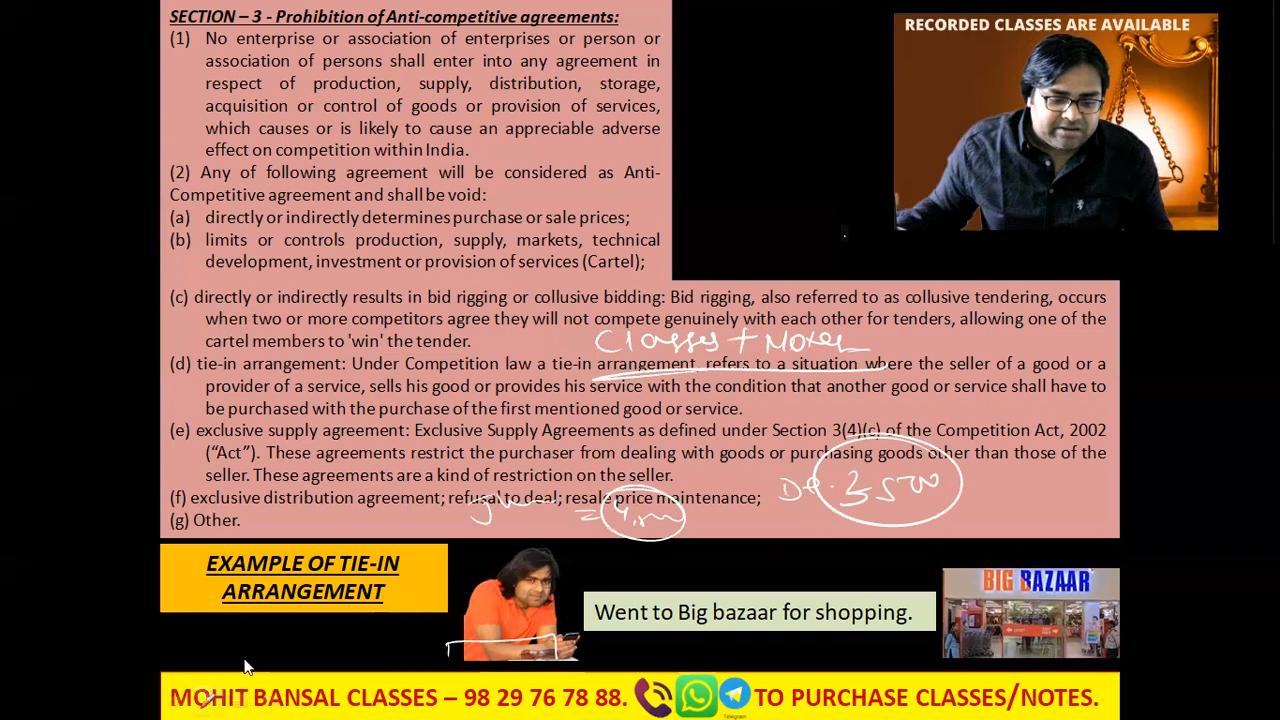 SECTION – 3 - Prohibition of Anti-competitive agreements:
(1) No enterprise or association of enterprises or person or
association of persons shall enter into any agreement in
respect of production, supply, distribution, storage,
acquisition or control of goods or provision of services,
which causes or is likely to cause an appreciable adverse
effect on competition within India.
(2) Any of following agreement will be considered as Anti-
Competitive agreement and shall be void:
(a) directly or indirectly determines purchase or sale prices;
(b) limits or controls production, supply, markets, technical
development, investment or provision of services (Cartel);
RECORDED CLASSES ARE AVAILABLE
(c) directly or indirectly results in bid rigging or collusive bidding: Bid rigging, also referred to as collusive tendering, occurs
when two or more competitors agree they will not compete genuinely with each other for tenders, allowing one of the
cartel members to 'win' the tender.
Classes + Notes
(d) tie-in arrangement: Under Competition law a tie-in arrangement refers to a situation where the seller of a good or a
provider of a service, sells his good or provides his service with the condition that another good or service shall have to
be purchased with the purchase of the first mentioned good or service.
(e) exclusive supply agreement: Exclusive Supply Agreements as defined under Section 3(4)(c) of the Competition Act, 2002
(“Act”). These agreements restrict the purchaser from dealing with goods or purchasing goods other than those of the
seller. These agreements are a kind of restriction on the seller.
3500
(f) exclusive distribution agreement; refusal to deal; resale price maintenance;
(g) Other.
EXAMPLE OF TIE-IN
ARRANGEMENT
Went to Big bazaar for shopping.
BIG BAZAAR
MOHIT BANSAL CLASSES – 98 29 76 78 88.
Telegram
TO PURCHASE CLASSES/NOTES.